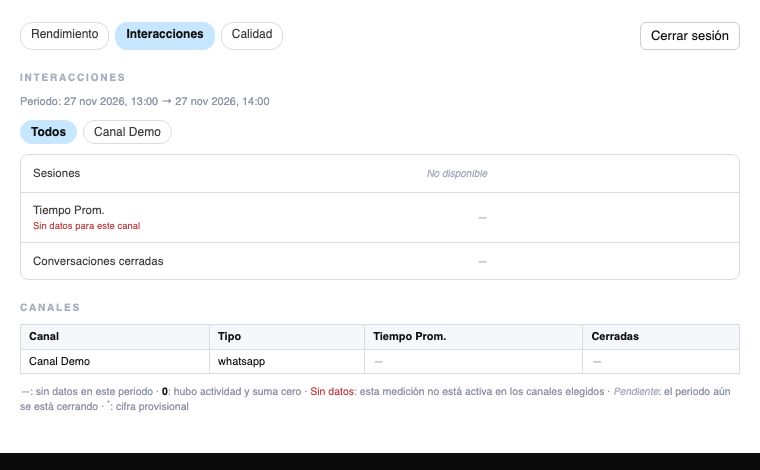 Rendimiento Interacciones Calidad Cerrar sesión
INTERACCIONES
Periodo: 27 nov 2026, 13:00 → 27 nov 2026, 14:00
Todos Canal Demo
Sesiones No disponible
Tiempo Prom. —
Sin datos para este canal
Conversaciones cerradas —
CANALES
Canal Tipo Tiempo Prom. Cerradas
Canal Demo whatsapp — —
—: sin datos en este periodo · 0: hubo actividad y suma cero · Sin datos: esta medición no está activa en los canales elegidos · Pendiente: el periodo aún
se está cerrando · *: cifra provisional